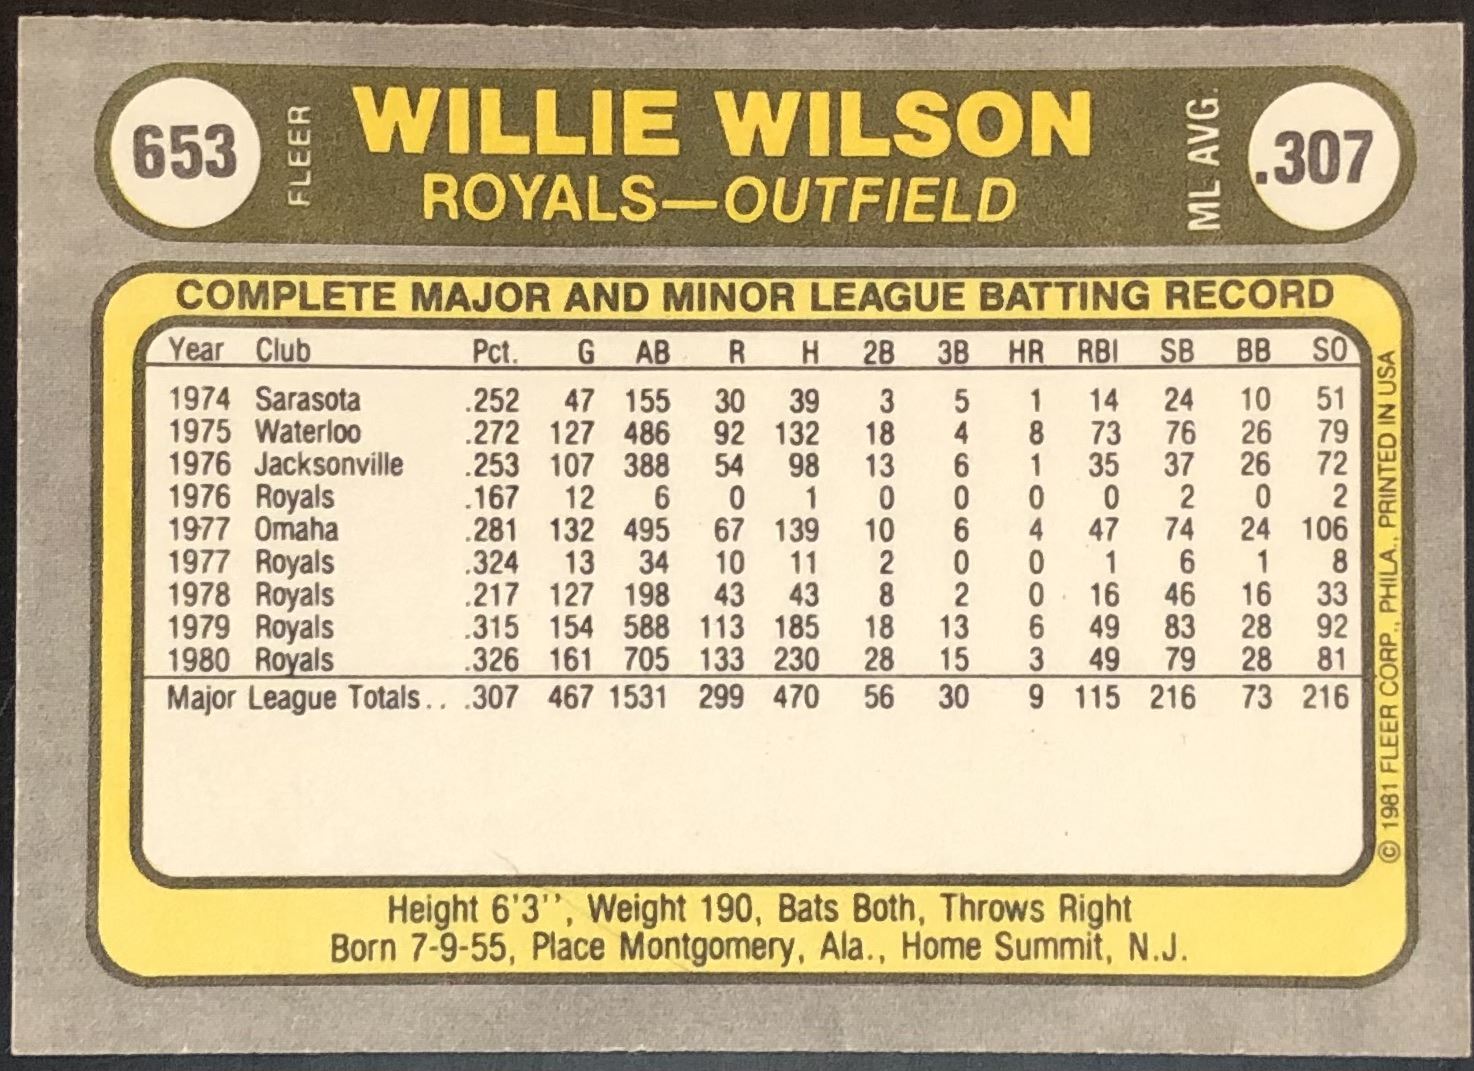 653 FLEER WILLIE WILSON ML AVG. .307
ROYALS—OUTFIELD
COMPLETE MAJOR AND MINOR LEAGUE BATTING RECORD
Year Club Pct. G AB R H 2B 3B HR RBI SB BB SO
1974 Sarasota .252 47 155 30 39 3 5 1 14 24 10 51
1975 Waterloo .272 127 486 92 132 18 4 8 73 76 26 79
1976 Jacksonville .253 107 388 54 98 13 6 1 35 37 26 72
1976 Royals .167 12 6 0 1 0 0 0 0 2 0 2
1977 Omaha .281 132 495 67 139 10 6 4 47 74 24 106
1977 Royals .324 13 34 10 11 2 0 0 1 6 1 8
1978 Royals .217 127 198 43 43 8 2 0 16 46 16 33
1979 Royals .315 154 588 113 185 18 13 6 49 83 28 92
1980 Royals .326 161 705 133 230 28 15 3 49 79 28 81
Major League Totals.. .307 467 1531 299 470 56 30 9 115 216 73 216
© 1981 FLEER CORP., PHILA., PRINTED IN USA
Height 6'3'', Weight 190, Bats Both, Throws Right
Born 7-9-55, Place Montgomery, Ala., Home Summit, N.J.